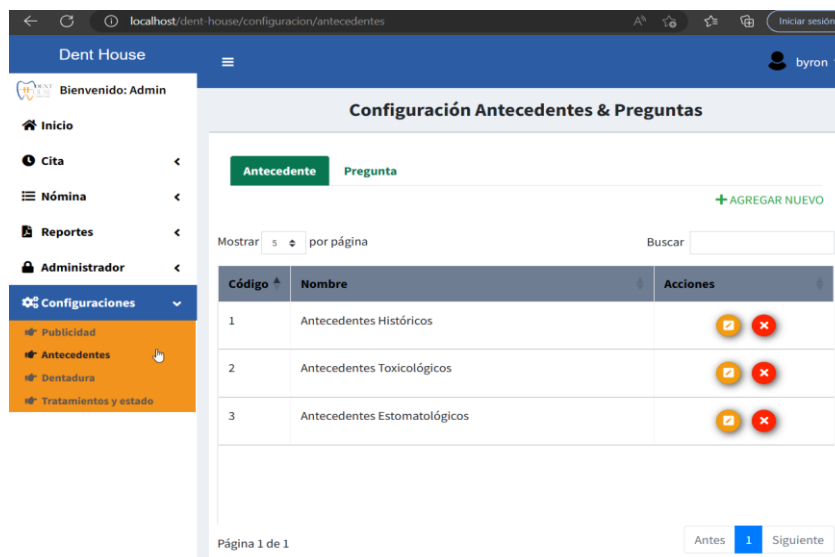 localhost/dent-house/configuracion/antecedentes
Iniciar sesión
Dent House
byron
Bienvenido: Admin
Configuración Antecedentes & Preguntas
Inicio
Cita
Nómina
Reportes
Administrador
Configuraciones
Publicidad
Antecedentes
Dentadura
Tratamientos y estado
Antecedente Pregunta
+ AGREGAR NUEVO
Mostrar 5 por página Buscar
Código Nombre Acciones
1 Antecedentes Históricos
2 Antecedentes Toxicológicos
3 Antecedentes Estomatológicos
Página 1 de 1 Antes 1 Siguiente